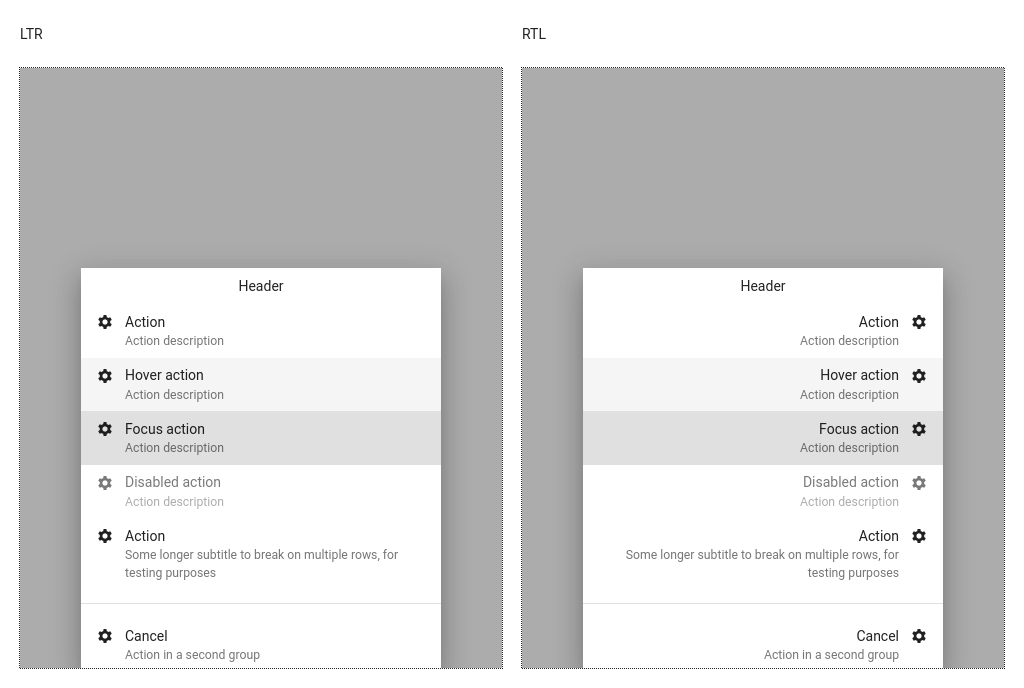 LTR
Header
Action
Action description
Hover action
Action description
Focus action
Action description
Disabled action
Action description
Action
Some longer subtitle to break on multiple rows, for
testing purposes
Cancel
Action in a second group
RTL
Header
Action
Action description
Hover action
Action description
Focus action
Action description
Disabled action
Action description
Action
Some longer subtitle to break on multiple rows, for
testing purposes
Cancel
Action in a second group